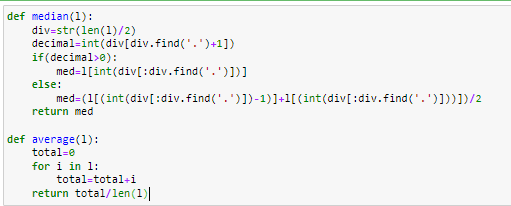 def median(l):
    div=str(len(l)/2)
    decimal=int(div[div.find('.')+1])
    if(decimal>0):
        med=l[int(div[:div.find('.')])]
    else:
        med=(l[(int(div[:div.find('.')])-1)]+l[(int(div[:div.find('.')]))])/2
    return med

def average(l):
    total=0
    for i in l:
        total=total+i
    return total/len(l)